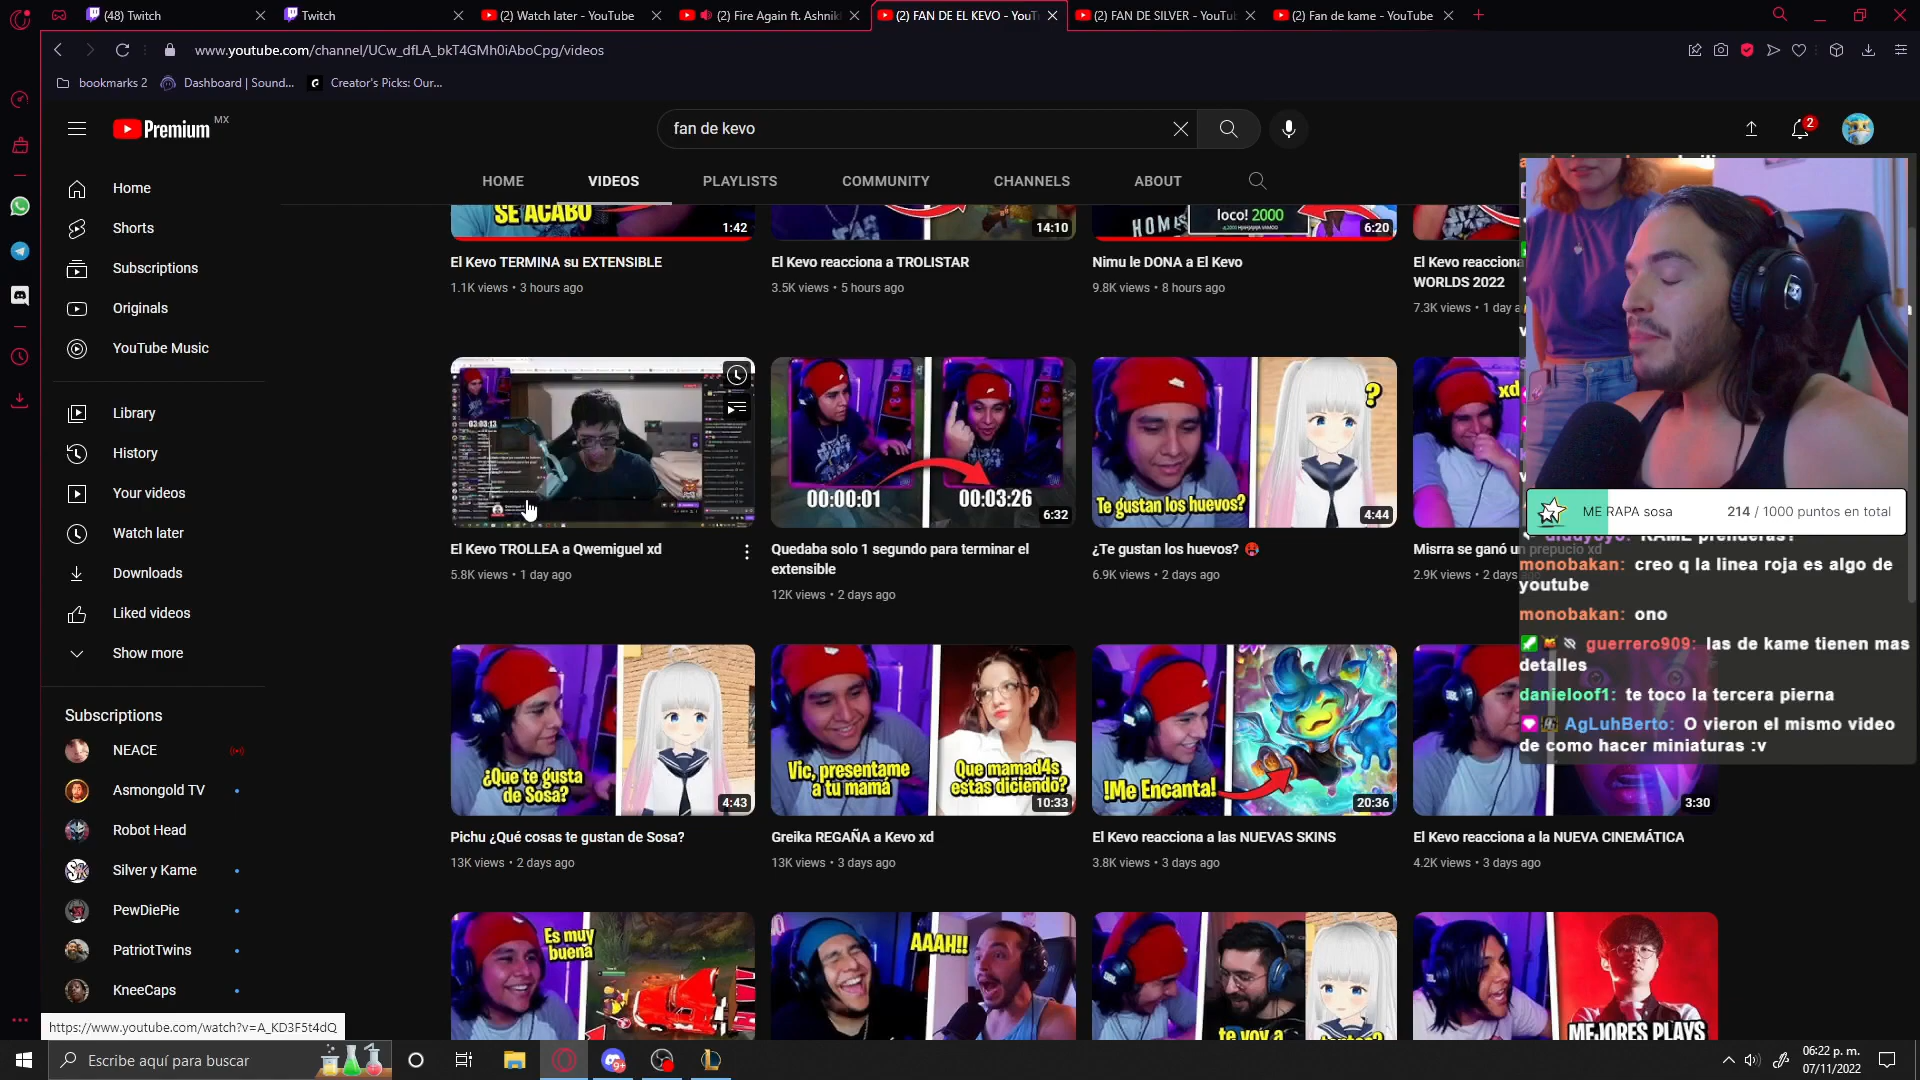 (48) Twitch
Twitch
(2) Watch later - YouTube
(2) Fire Again ft. Ashnik
(2) FAN DE EL KEVO - YouT
(2) FAN DE SILVER - YouTu
(2) Fan de kame - YouTube
www.youtube.com/channel/UCw_dfLA_bkT4GMh0iAboCpg/videos
bookmarks 2
Dashboard | Sound...
Creator's Picks: Our...
Premium MX
fan de kevo
2
HOME
VIDEOS
PLAYLISTS
COMMUNITY
CHANNELS
ABOUT
Home
Shorts
Subscriptions
Originals
YouTube Music
Library
History
Your videos
Watch later
Downloads
Liked videos
Show more
Subscriptions
NEACE
Asmongold TV
Robot Head
Silver y Kame
PewDiePie
PatriotTwins
KneeCaps
SE ACABO
1:42
14:10
HOME
loco! 2000
6:20
El Kevo TERMINA su EXTENSIBLE
1.1K views • 3 hours ago
El Kevo reacciona a TROLISTAR
3.5K views • 5 hours ago
Nimu le DONA a El Kevo
9.8K views • 8 hours ago
El Kevo reacciona
WORLDS 2022
7.3K views • 1 day a
03:03:13
00:00:01
00:03:26
6:32
Te gustan los huevos?
?
4:44
xd
El Kevo TROLLEA a Qwemiguel xd
5.8K views • 1 day ago
Quedaba solo 1 segundo para terminar el
extensible
12K views • 2 days ago
¿Te gustan los huevos?
6.9K views • 2 days ago
Misrra se ganó un prepucio xd
2.9K views • 2 days
¿Que te gusta
de Sosa?
4:43
Vic, presentame
a tu mamá
Que mamad4s
estas diciendo?
10:33
!Me Encanta!
20:36
3:30
Pichu ¿Qué cosas te gustan de Sosa?
13K views • 2 days ago
Greika REGAÑA a Kevo xd
13K views • 3 days ago
El Kevo reacciona a las NUEVAS SKINS
3.8K views • 3 days ago
El Kevo reacciona a la NUEVA CINEMÁTICA
4.2K views • 3 days ago
Es muy
buena
AAAH!!
te voy a
MEJORES PLAYS
ME RAPA sosa
214 / 1000 puntos en total
monobakan: creo q la linea roja es algo de
youtube
monobakan: ono
guerrero909: las de kame tienen mas
detalles
danieloof1: te toco la tercera pierna
AgLuhBerto: O vieron el mismo video
de como hacer miniaturas :v
https://www.youtube.com/watch?v=A_KD3F5t4dQ
Escribe aquí para buscar
9+
06:22 p. m.
07/11/2022